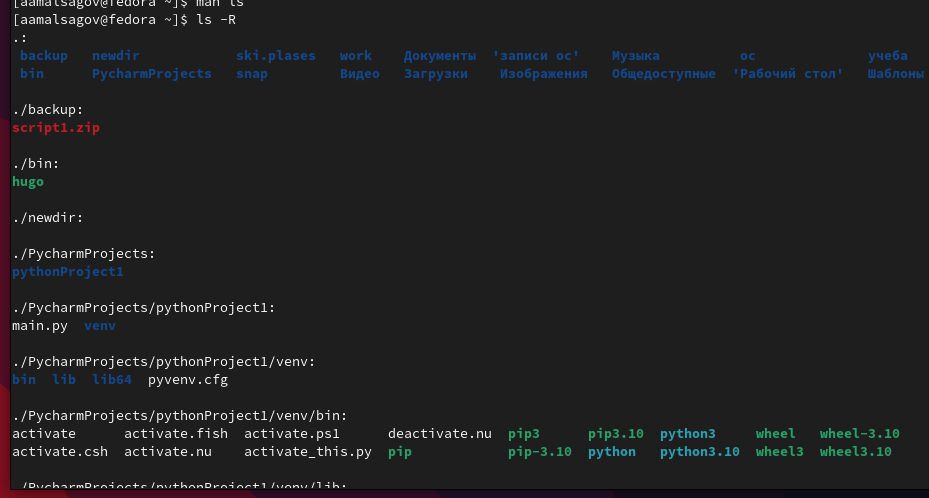 [aamalsagov@fedora ~]$ man ls
[aamalsagov@fedora ~]$ ls -R
.:
backup newdir ski.plases work Документы 'записи ос' Музыка ос учеба
bin PycharmProjects snap Видео Загрузки Изображения Общедоступные 'Рабочий стол' Шаблоны
./backup:
script1.zip
./bin:
hugo
./newdir:
./PycharmProjects:
pythonProject1
./PycharmProjects/pythonProject1:
main.py venv
./PycharmProjects/pythonProject1/venv:
bin lib lib64 pyvenv.cfg
./PycharmProjects/pythonProject1/venv/bin:
activate activate.fish activate.ps1 deactivate.nu pip3 pip3.10 python3 wheel wheel-3.10
activate.csh activate.nu activate_this.py pip pip-3.10 python python3.10 wheel3 wheel3.10
./PycharmProjects/pythonProject1/venv/lib: